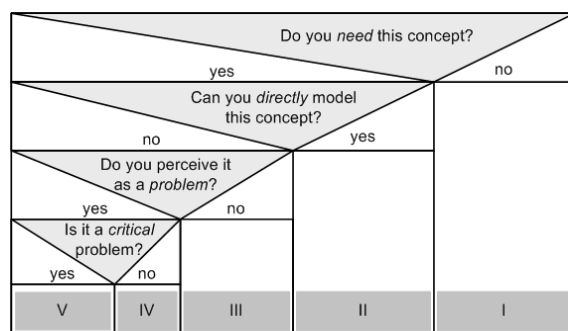 Do you need this concept?
yes
no
Can you directly model
this concept?
no
yes
Do you perceive it
as a problem?
yes
no
Is it a critical
problem?
yes
no
V
IV
III
II
I